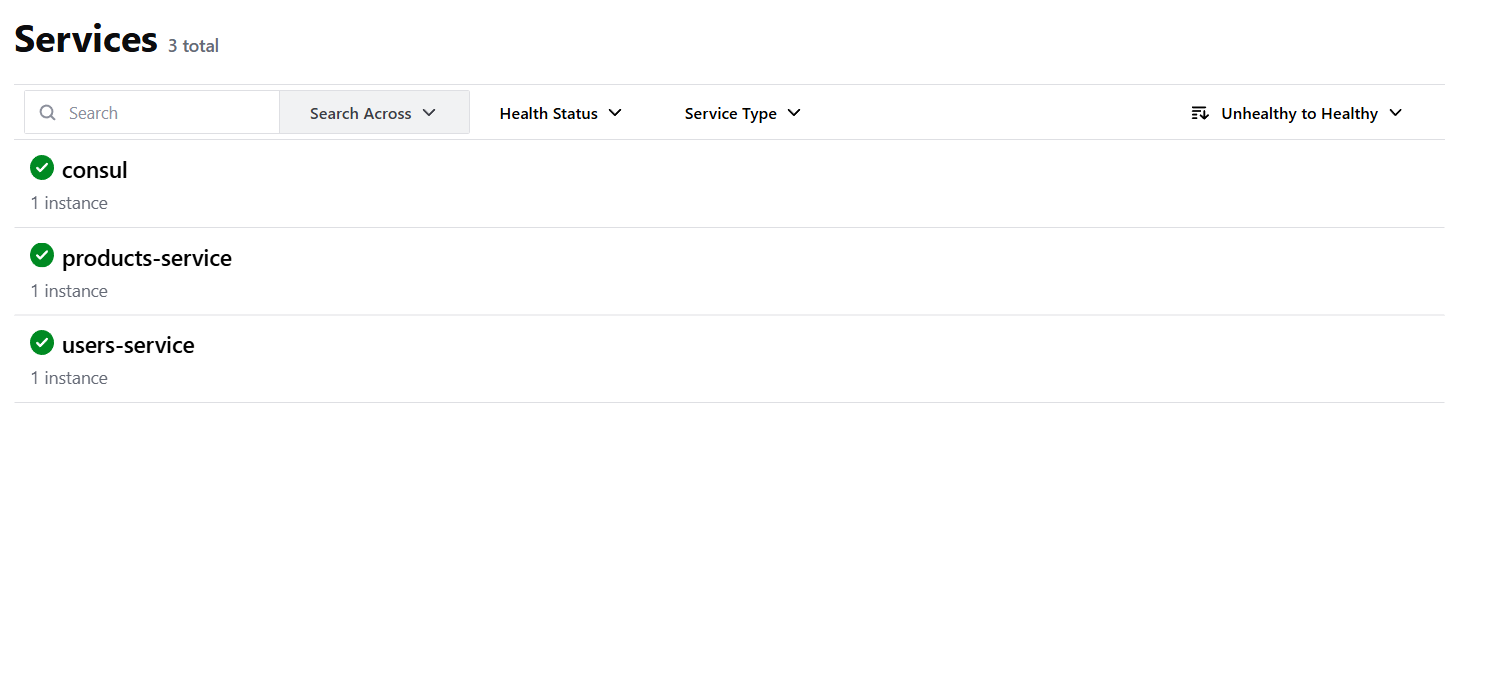 Services 3 total
Search Search Across Health Status Service Type Unhealthy to Healthy
consul
1 instance
products-service
1 instance
users-service
1 instance